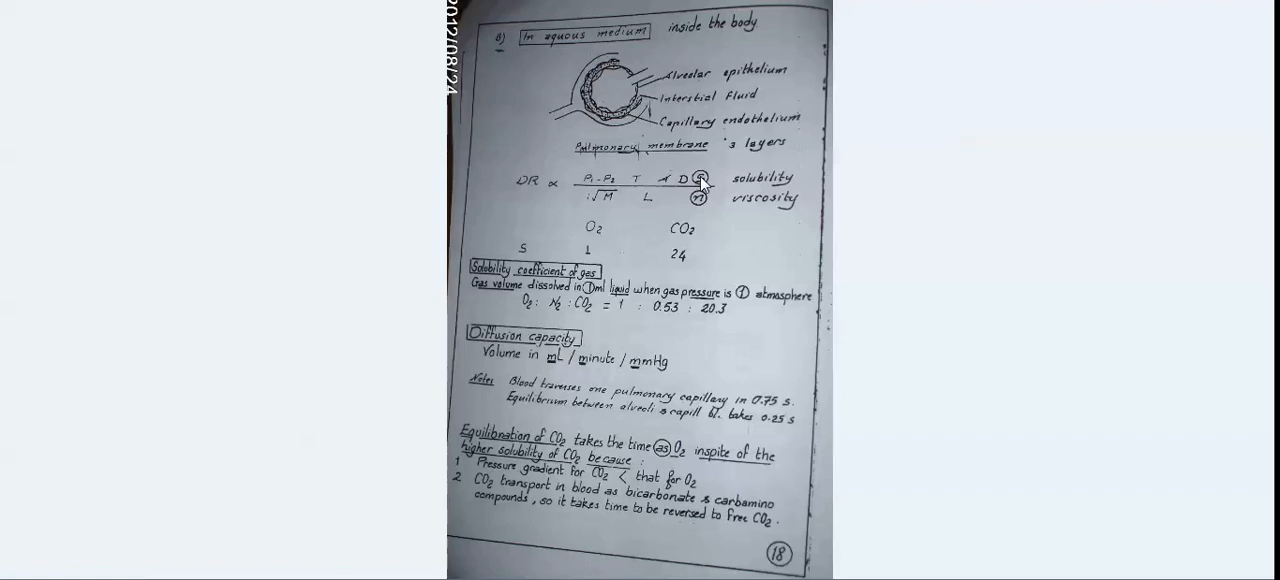 2012/08/24
B) In aquous medium inside the body
Alveolar epithelium
Interstial Fluid
Capillary endothelium
Pulmonary membrane 3 layers
DR ∝ P1-P2 T A D S solubility
√M L η viscosity
O2 CO2
S 1 24
Solobility coefficient of ges
Gas volume dissolved in 1 ml liquid when gas pressure is 1 atmosphere
O2 : N2 : CO2 = 1 : 0.53 : 20.3
Diffusion capacity
Volume in mL / minute / mmHg
Notes Blood traverses one pulmonary capillary in 0.75 s.
Equilibrium between alveoli & capill bl. takes 0.25 s
Equilibration of CO2 takes the time as O2 inspite of the
higher solubility of CO2 because :
1 Pressure gradient for CO2 < that for O2
2 CO2 transport in blood as bicarbonate & carbamino
compounds, so it takes time to be reversed to free CO2.
18